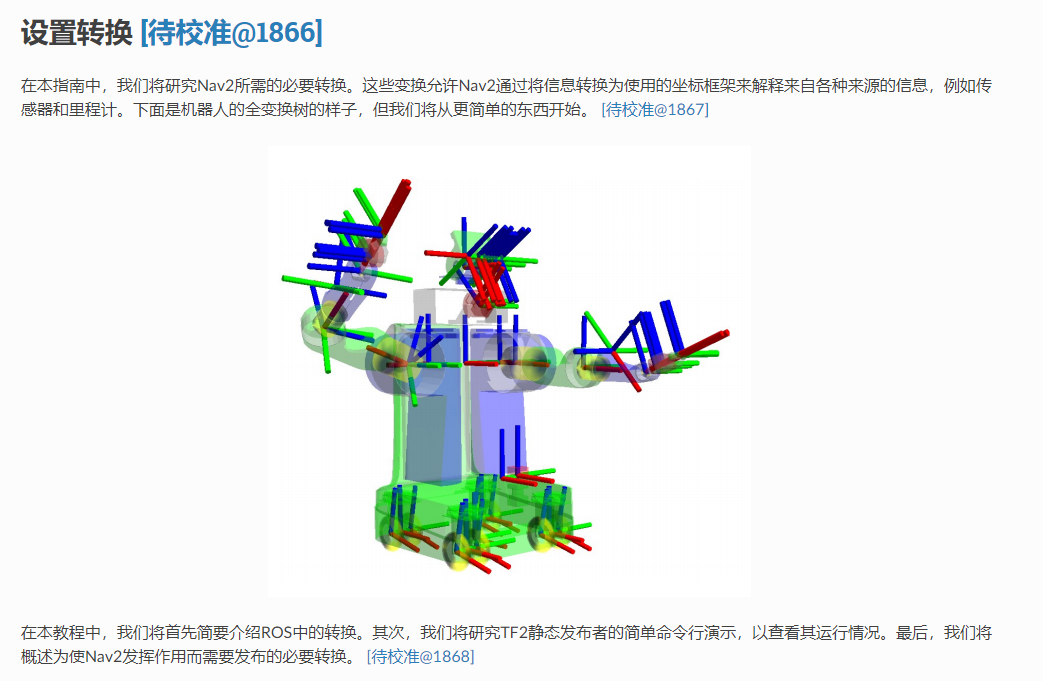 设置转换 [待校准@1866]
在本指南中，我们将研究Nav2所需的必要转换。这些变换允许Nav2通过将信息转换为使用的坐标框架来解释来自各种来源的信息，例如传
感器和里程计。下面是机器人的全变换树的样子，但我们将从更简单的东西开始。 [待校准@1867]
在本教程中，我们将首先简要介绍ROS中的转换。其次，我们将研究TF2静态发布者的简单命令行演示，以查看其运行情况。最后，我们将
概述为使Nav2发挥作用而需要发布的必要转换。 [待校准@1868]